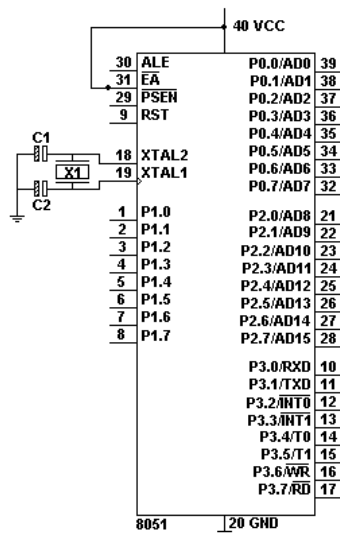 40 VCC
30 ALE
31 EA
29 PSEN
9 RST
C1
X1
C2
18 XTAL2
19 XTAL1
1 P1.0
2 P1.1
3 P1.2
4 P1.3
5 P1.4
6 P1.5
7 P1.6
8 P1.7
P0.0/AD0 39
P0.1/AD1 38
P0.2/AD2 37
P0.3/AD3 36
P0.4/AD4 35
P0.5/AD5 34
P0.6/AD6 33
P0.7/AD7 32
P2.0/AD8 21
P2.1/AD9 22
P2.2/AD10 23
P2.3/AD11 24
P2.4/AD12 25
P2.5/AD13 26
P2.6/AD14 27
P2.7/AD15 28
P3.0/RXD 10
P3.1/TXD 11
P3.2/INT0 12
P3.3/INT1 13
P3.4/T0 14
P3.5/T1 15
P3.6/WR 16
P3.7/RD 17
8051
20 GND